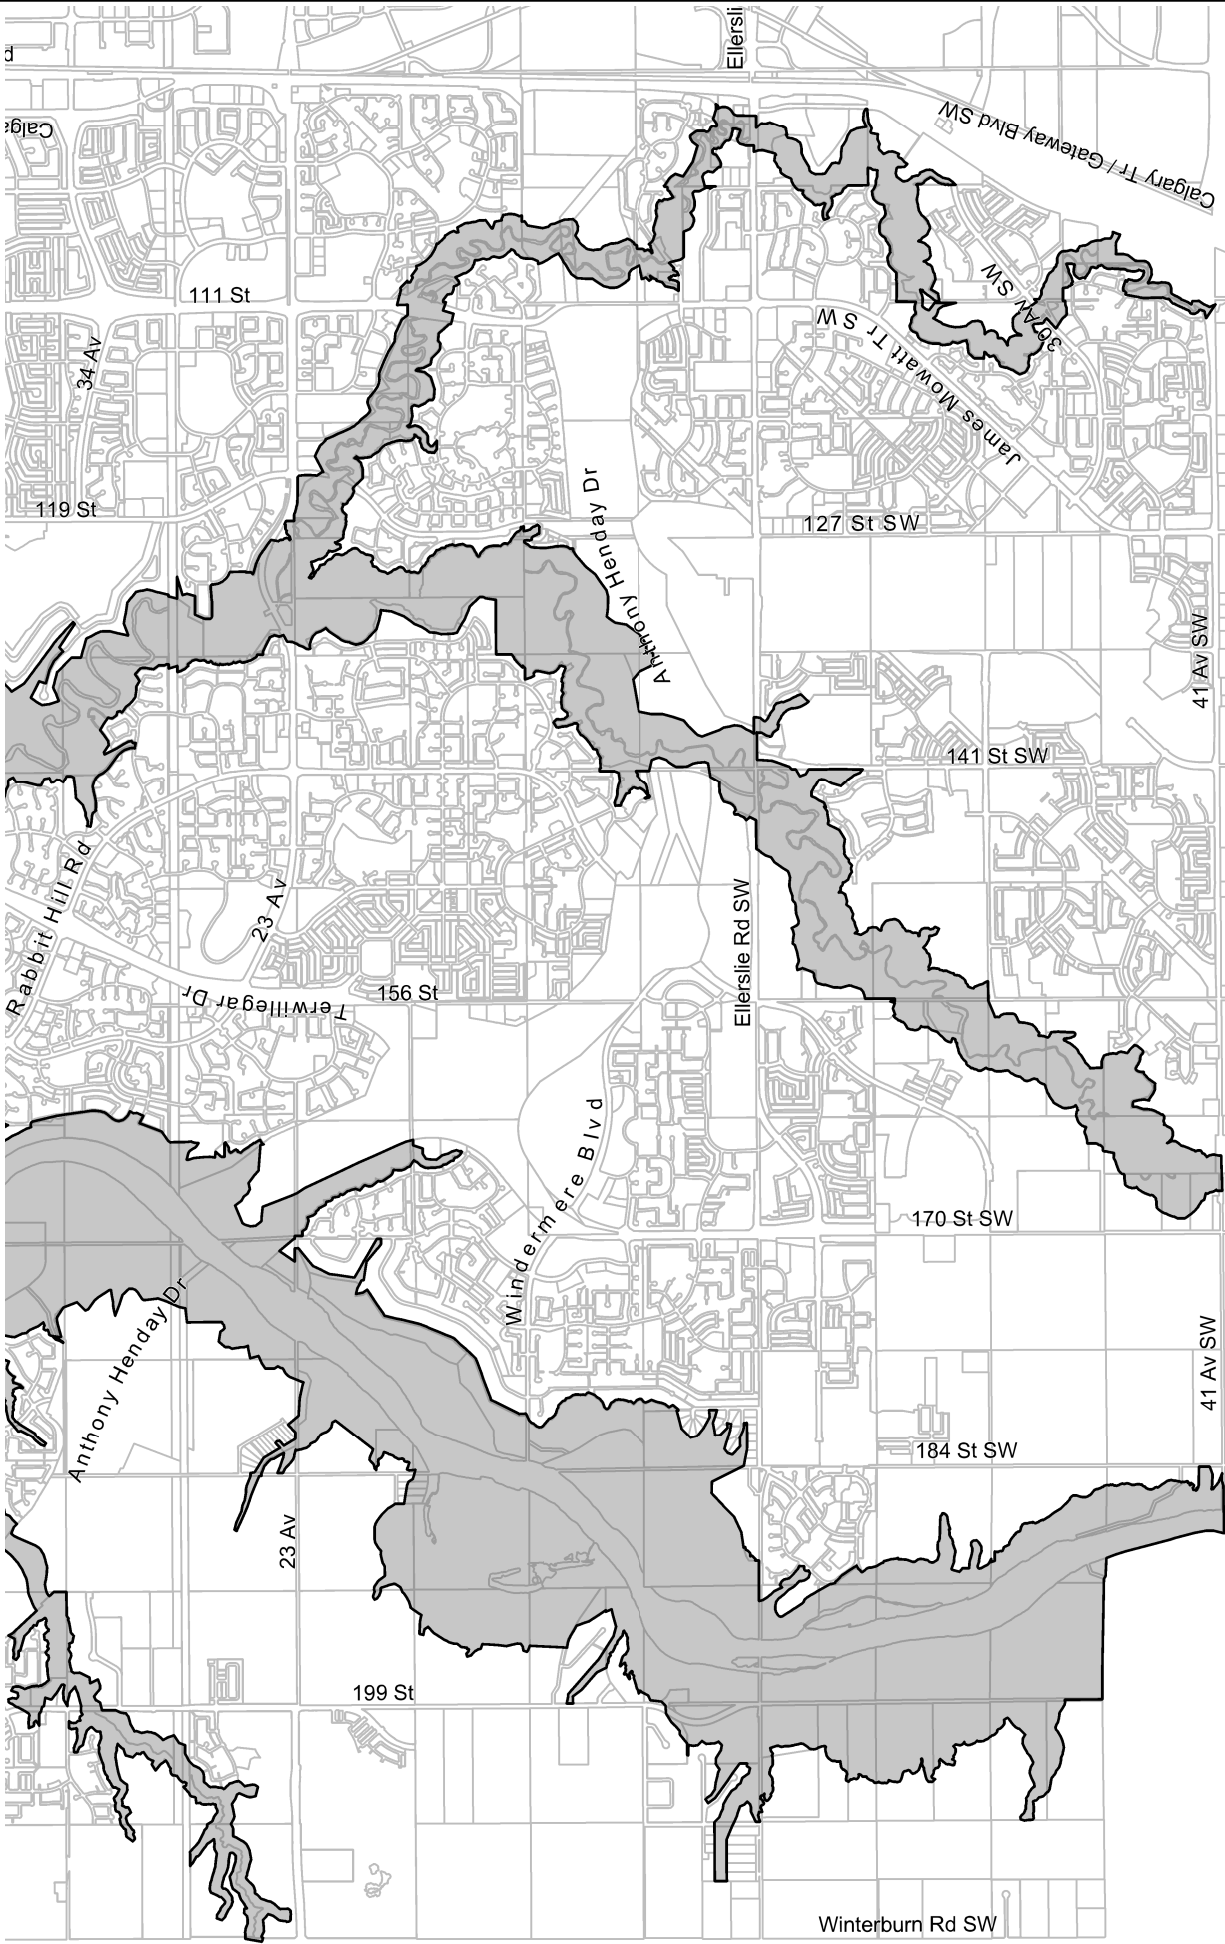 Ellersli
d
Calga
Calgary Tr / Gateway Blvd SW
111 St
34 Av
30 Av SW
James Mowatt Tr SW
119 St
127 St SW
Anthony Henday Dr
41 Av SW
141 St SW
Rabbit Hill Rd
23 Av
Ellerslie Rd SW
Terwillegar Dr
156 St
Windermere Blvd
170 St SW
Anthony Henday Dr
41 Av SW
184 St SW
23 Av
199 St
Winterburn Rd SW